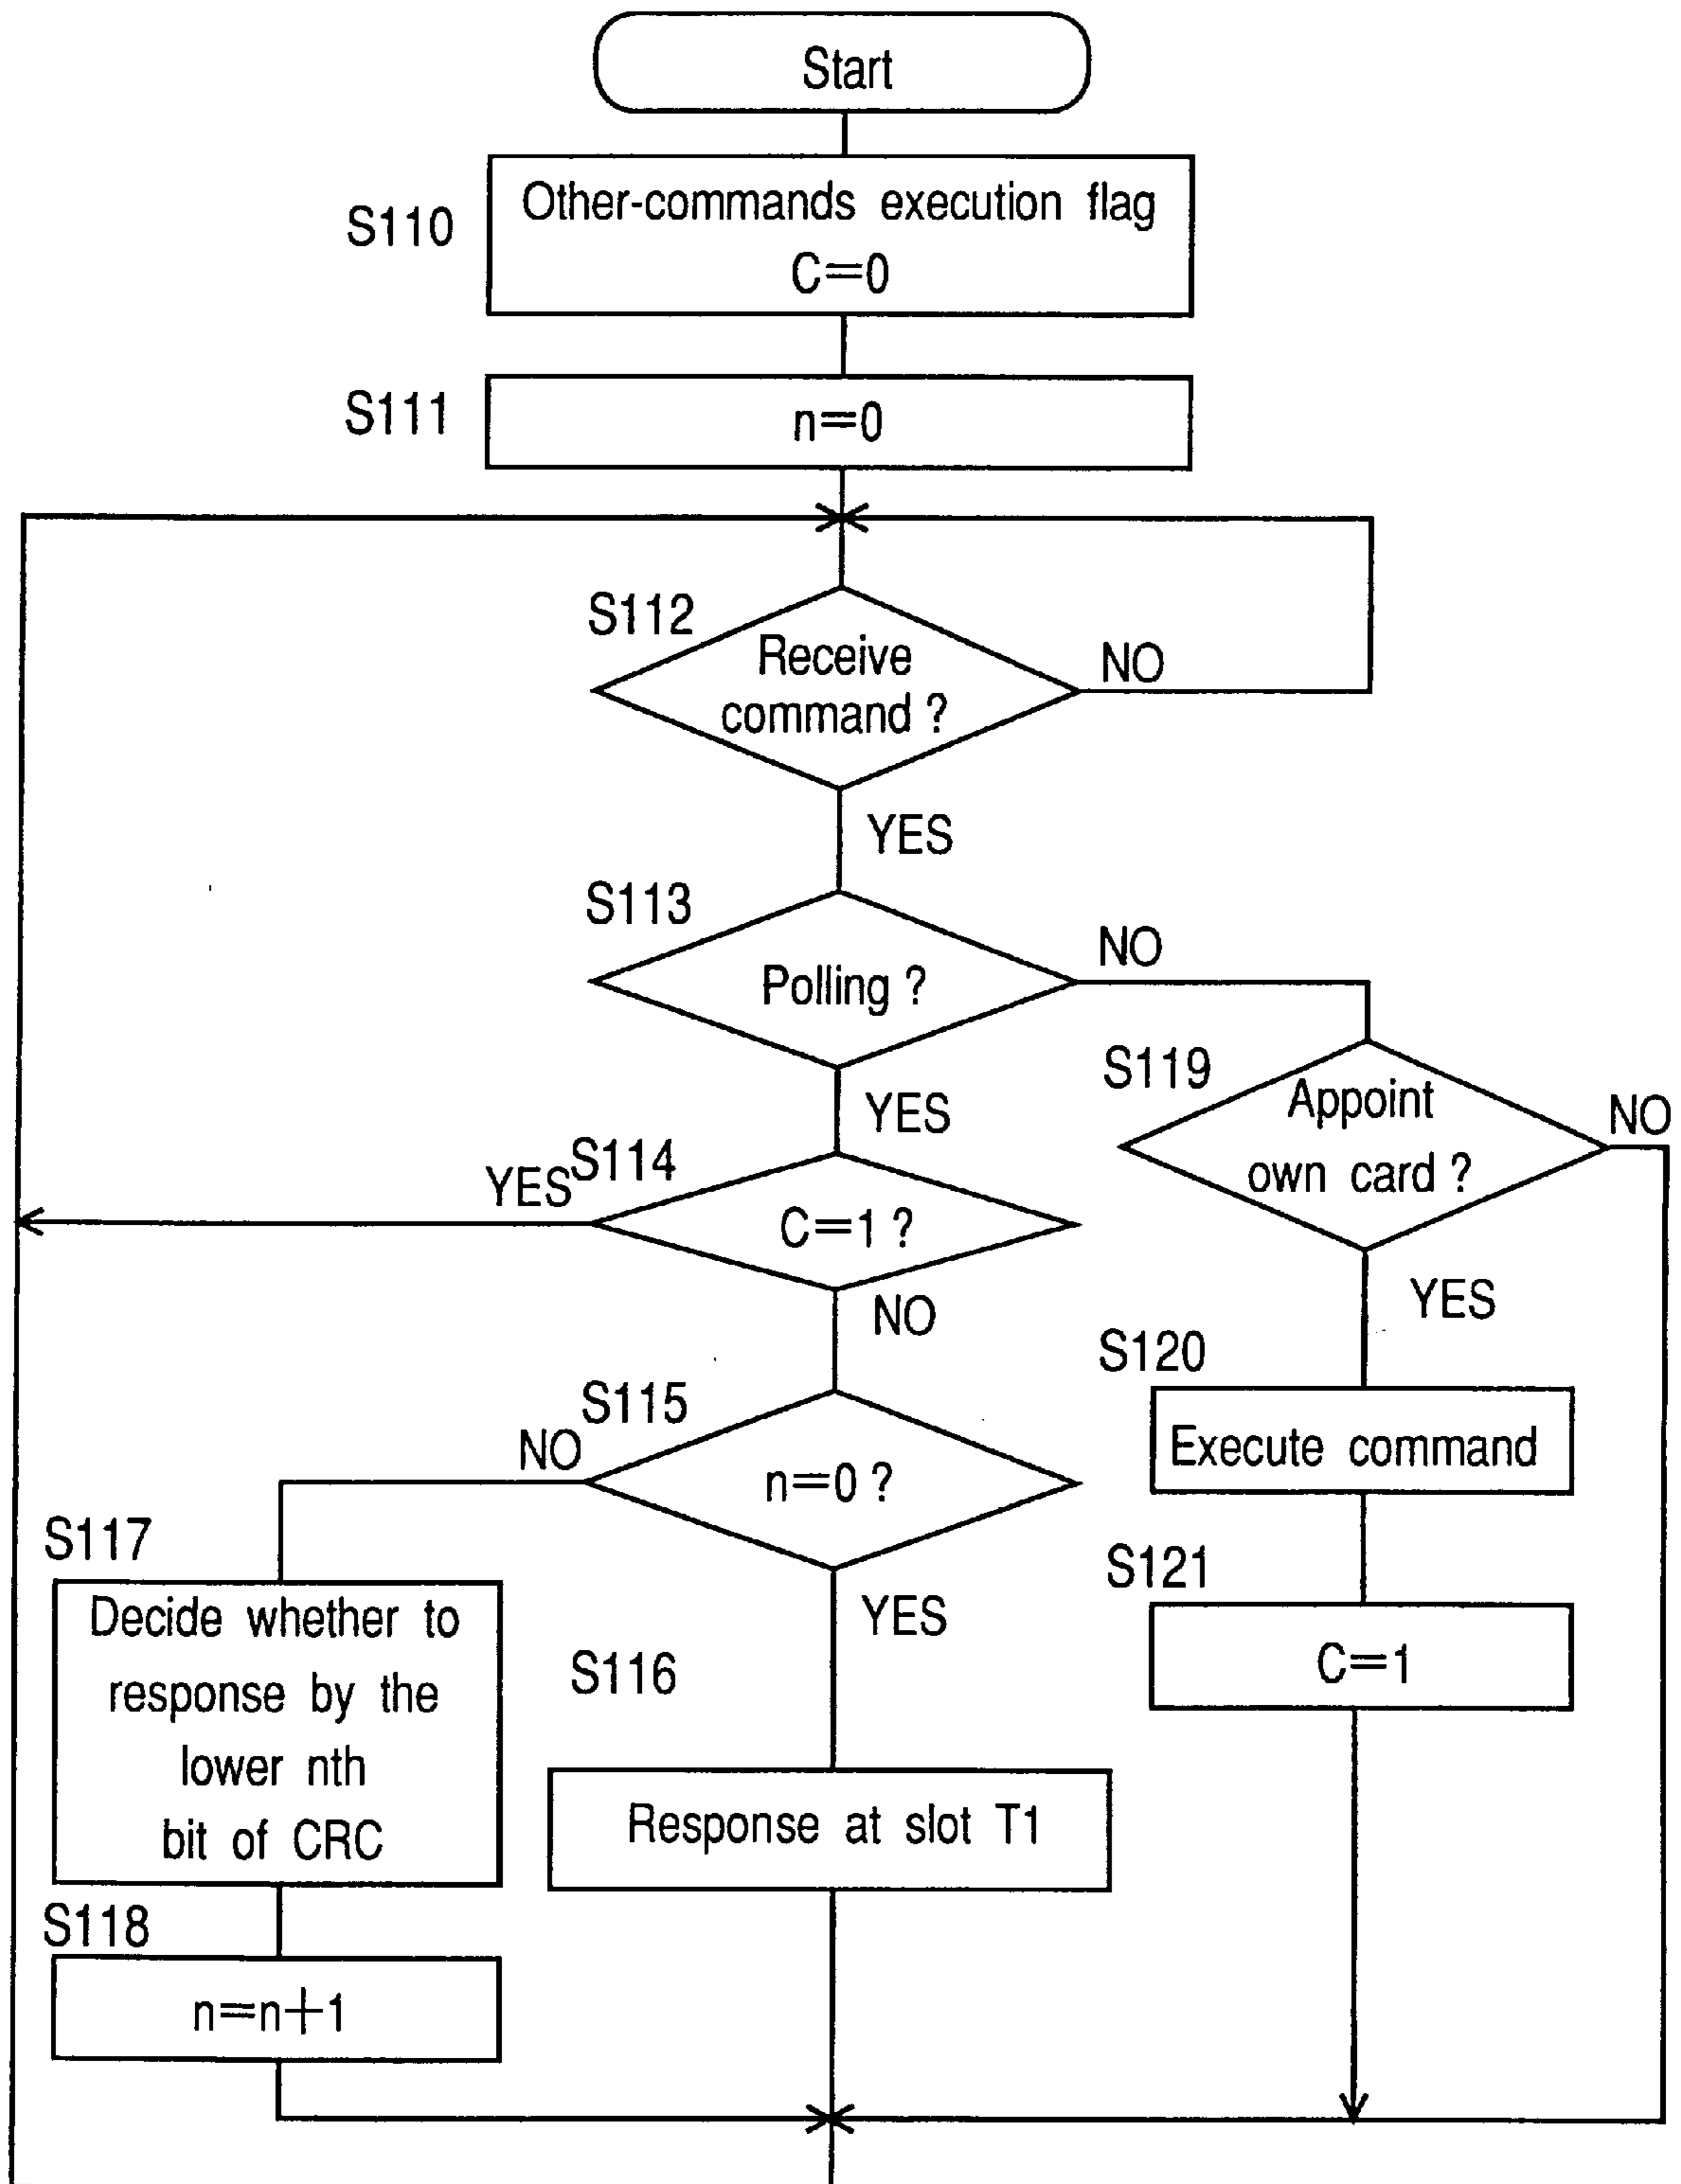 Start
S110
Other-commands execution flag
C=0
S111
n=0
S112
Receive
command ?
NO
YES
S113
Polling ?
NO
YES
S119
Appoint
own card ?
NO
YES
S114
YES
C=1 ?
NO
S115
NO
n=0 ?
YES
S120
Execute command
S121
C=1
S117
Decide whether to
response by the
lower nth
bit of CRC
S116
Response at slot T1
S118
n=n+1